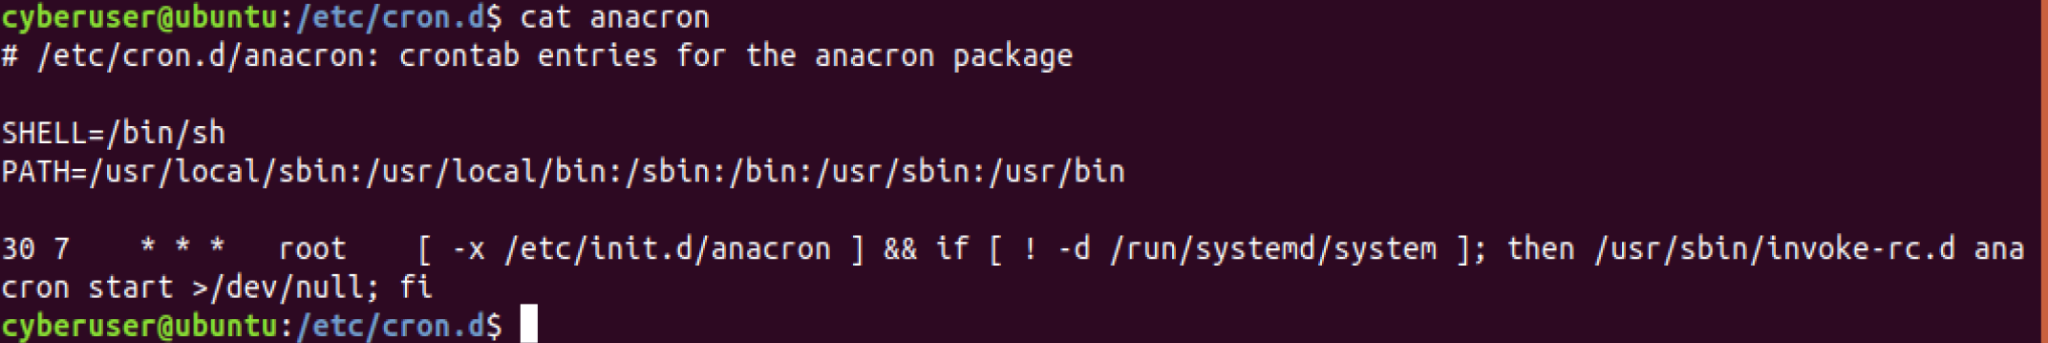 cyberuser@ubuntu:/etc/cron.d$ cat anacron
# /etc/cron.d/anacron: crontab entries for the anacron package
SHELL=/bin/sh
PATH=/usr/local/sbin:/usr/local/bin:/sbin:/bin:/usr/sbin:/usr/bin
30 7    * * *   root    [ -x /etc/init.d/anacron ] && if [ ! -d /run/systemd/system ]; then /usr/sbin/invoke-rc.d ana
cron start >/dev/null; fi
cyberuser@ubuntu:/etc/cron.d$